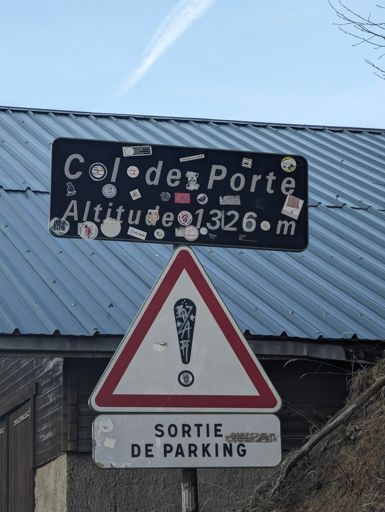 Col de Porte
Altitude 1326 m
SORTIE
DE PARKING